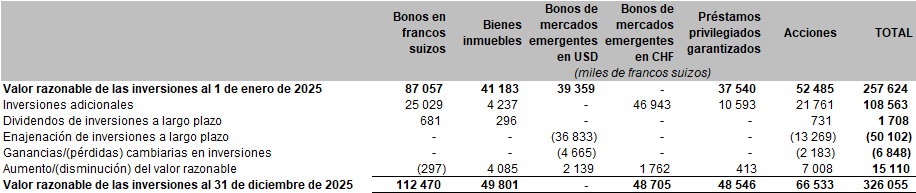 Bonos en francos suizos Bienes inmuebles Bonos de mercados emergentes en USD Bonos de mercados emergentes en CHF Préstamos privilegiados garantizados Acciones TOTAL
(miles de francos suizos)
Valor razonable de las inversiones al 1 de enero de 2025 87 057 41 183 39 359 - 37 540 52 485 257 624
Inversiones adicionales 25 029 4 237 - 46 943 10 593 21 761 108 563
Dividendos de inversiones a largo plazo 681 296 - - - 731 1 708
Enajenación de inversiones a largo plazo - - (36 833) - - (13 269) (50 102)
Ganancias/(pérdidas) cambiarias en inversiones - - (4 665) - - (2 183) (6 848)
Aumento/(disminución) del valor razonable (297) 4 085 2 139 1 762 413 7 008 15 110
Valor razonable de las inversiones al 31 de diciembre de 2025 112 470 49 801 - 48 705 48 546 66 533 326 055